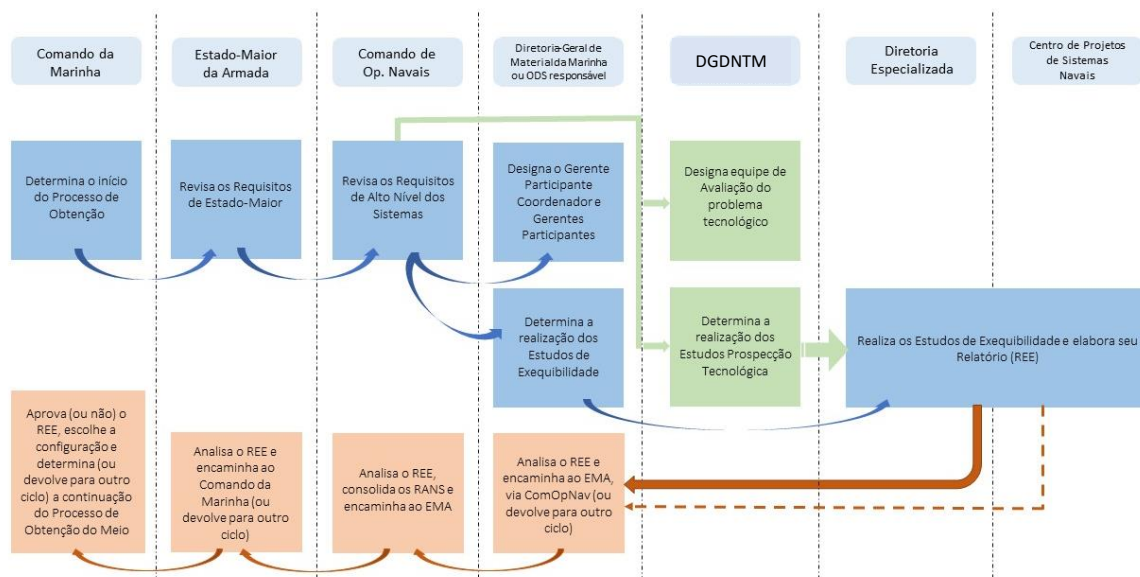 Comando da
Marinha
Estado-Maior
da Armada
Comando de
Op. Navais
Diretoria-Geral de
Material da Marinha
ou ODS responsável
DGDNTM
Diretoria
Especializada
Centro de Projetos
de Sistemas
Navais
Determina o início
do Processo de
Obtenção
Revisa os Requisitos
de Estado-Maior
Revisa os Requisitos
de Alto Nível dos
Sistemas
Designa o Gerente
Participante
Coordenador e
Gerentes
Participantes
Designa equipe de
Avaliação do
problema
tecnológico
Determina a
realização dos
Estudos de
Exequibilidade
Determina a
realização dos
Estudos Prospecção
Tecnológica
Realiza os Estudos de Exequibilidade e elabora seu
Relatório (REE)
Aprova (ou não) o
REE, escolhe a
configuração e
determina (ou
devolve para outro
ciclo) a continuação
do Processo de
Obtenção do Meio
Analisa o REE e
encaminha ao
Comando da
Marinha (ou
devolve para outro
ciclo)
Analisa o REE,
consolida os RANS e
encaminha ao EMA
Analisa o REE e
encaminha ao EMA,
via ComOpNav (ou
devolve para outro
ciclo)